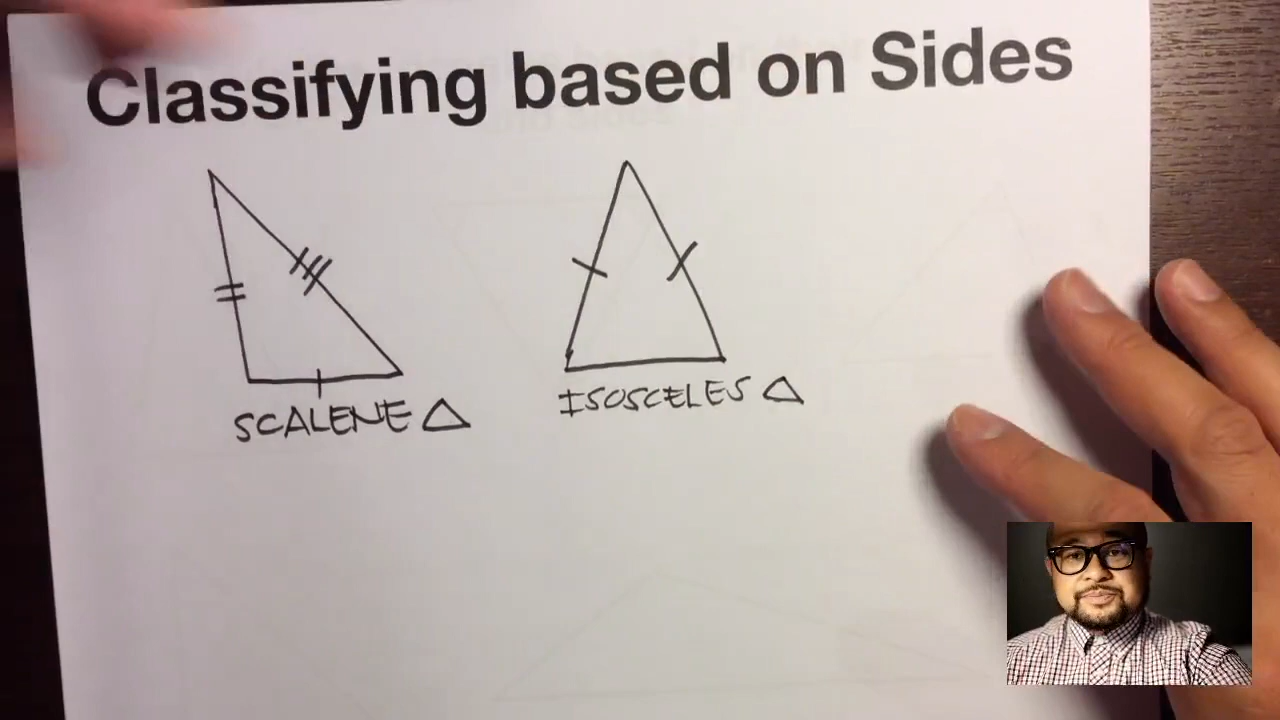 Classifying based on Sides
SCALENE △
ISOSCELES △